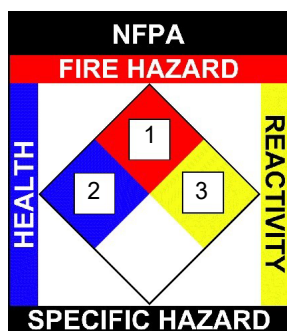 NFPA
FIRE HAZARD
HEALTH
1
2
3
REACTIVITY
SPECIFIC HAZARD